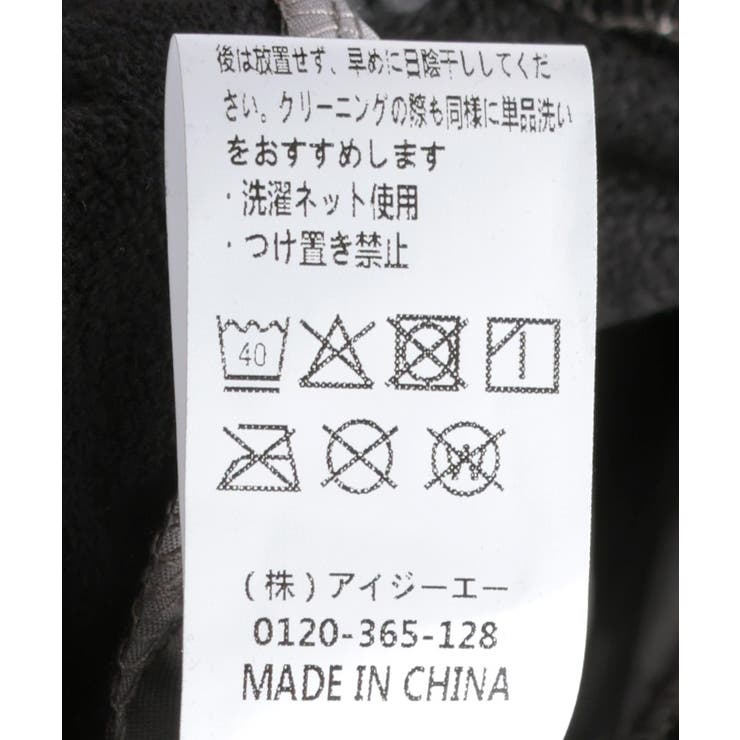 後は放置せず、早めに日陰干ししてくだ
さい。クリーニングの際も同様に単品洗い
をおすすめします
・洗濯ネット使用
・つけ置き禁止
40
W
(株)アイジーエー
0120-365-128
MADE IN CHINA